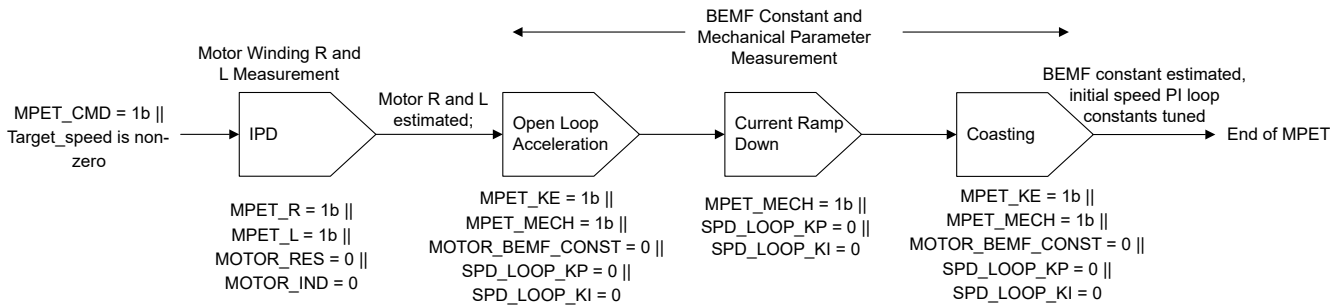 BEMF Constant and
Mechanical Parameter
Measurement
Motor Winding R and
L Measurement
MPET_CMD = 1b ||
Target_speed is non-
zero
IPD
Motor R and L
estimated;
Open Loop
Acceleration
Current Ramp
Down
Coasting
BEMF constant estimated,
initial speed PI loop
constants tuned
End of MPET
MPET_R = 1b ||
MPET_L = 1b ||
MOTOR_RES = 0 ||
MOTOR_IND = 0
MPET_KE = 1b ||
MPET_MECH = 1b ||
MOTOR_BEMF_CONST = 0 ||
SPD_LOOP_KP = 0 ||
SPD_LOOP_KI = 0
MPET_MECH = 1b ||
SPD_LOOP_KP = 0 ||
SPD_LOOP_KI = 0
MPET_KE = 1b ||
MPET_MECH = 1b ||
MOTOR_BEMF_CONST = 0 ||
SPD_LOOP_KP = 0 ||
SPD_LOOP_KI = 0